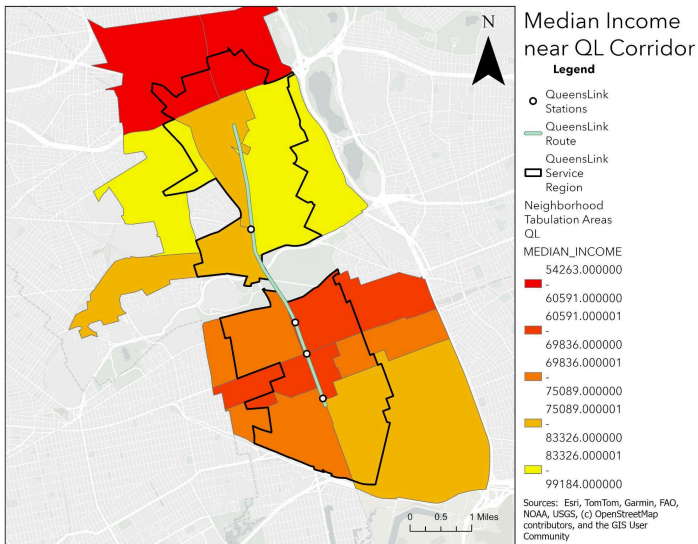 Median Income
near QL Corridor
N
Legend
QueensLink
Stations
QueensLink
Route
QueensLink
Service
Region
Neighborhood
Tabulation Areas
QL
MEDIAN_INCOME
54263.000000
-
60591.000000
60591.000001
-
69836.000000
69836.000001
-
75089.000000
75089.000001
-
83326.000000
83326.000001
-
99184.000000
0 0.5 1 Miles
Sources: Esri, TomTom, Garmin, FAO,
NOAA, USGS, (c) OpenStreetMap
contributors, and the GIS User
Community